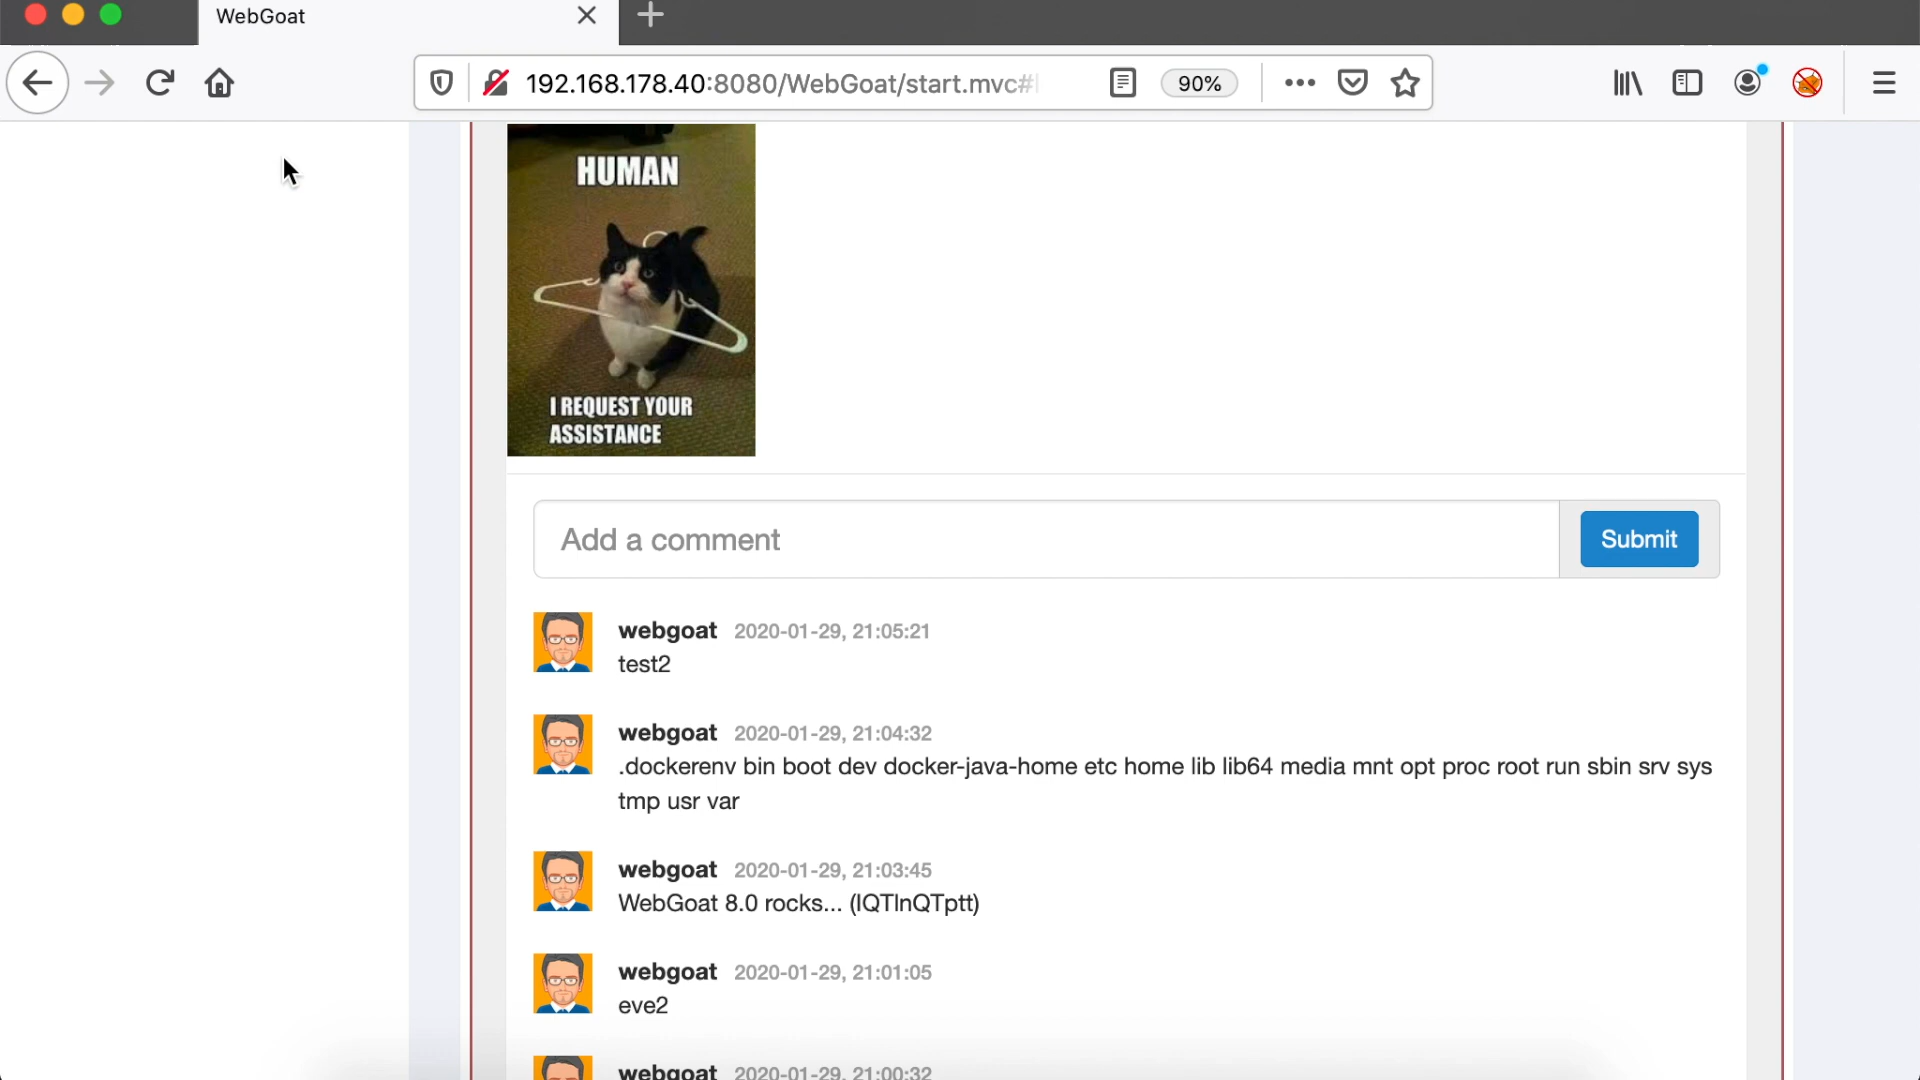 WebGoat
192.168.178.40:8080/WebGoat/start.mvc#
90%
HUMAN
I REQUEST YOUR
ASSISTANCE
Add a comment
Submit
webgoat 2020-01-29, 21:05:21
test2
webgoat 2020-01-29, 21:04:32
.dockerenv bin boot dev docker-java-home etc home lib lib64 media mnt opt proc root run sbin srv sys
tmp usr var
webgoat 2020-01-29, 21:03:45
WebGoat 8.0 rocks... (IQTlnQTptt)
webgoat 2020-01-29, 21:01:05
eve2
webgoat 2020-01-29, 21:00:32